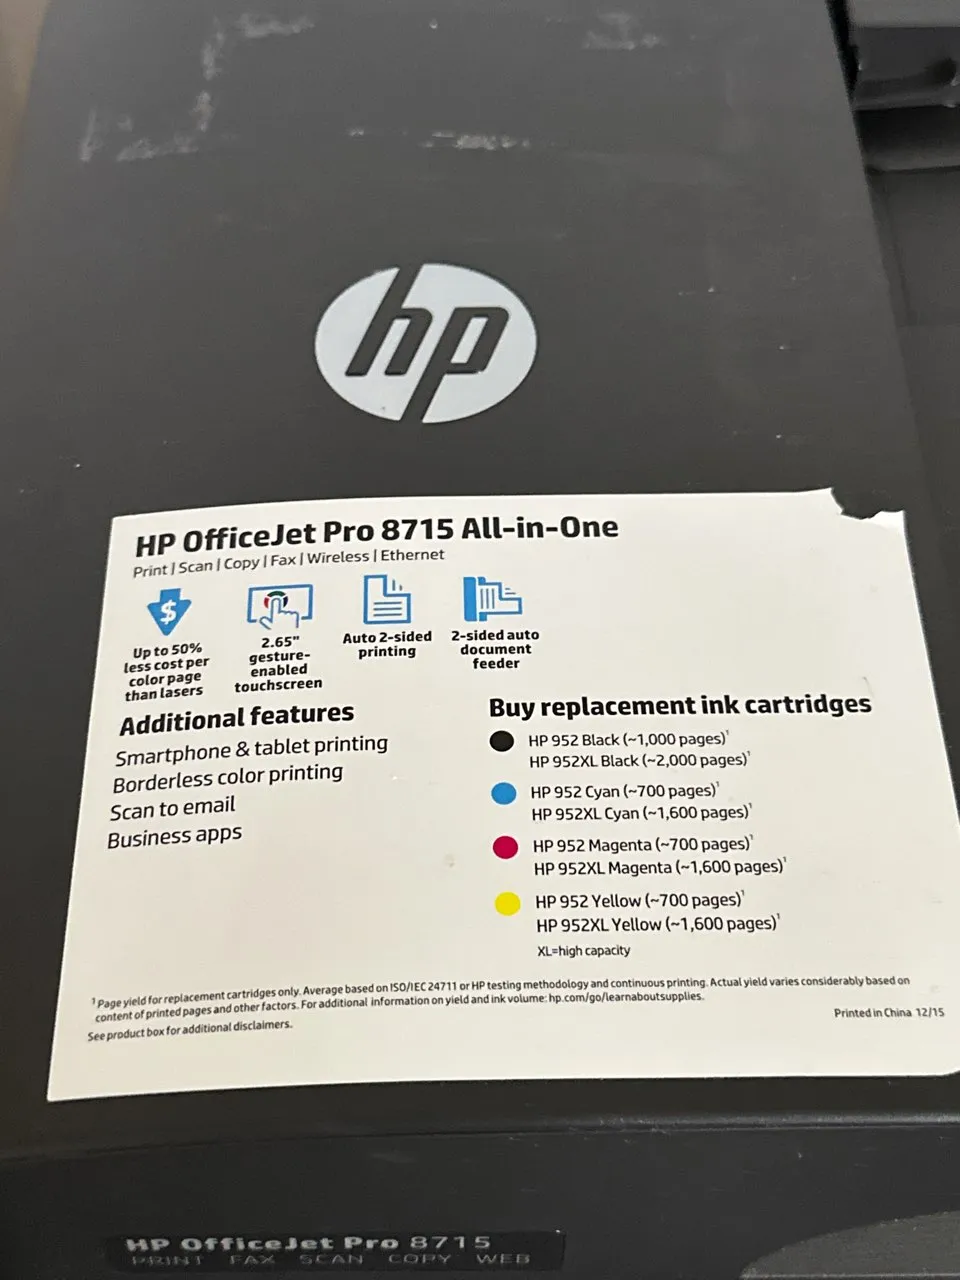 hp
HP OfficeJet Pro 8715 All-in-One
Print | Scan | Copy | Fax | Wireless | Ethernet
$
Up to 50%
less cost per
color page
than lasers
2.65"
gesture-
enabled
touchscreen
Auto 2-sided
printing
2-sided auto
document
feeder
Additional features
Smartphone & tablet printing
Borderless color printing
Scan to email
Business apps
Buy replacement ink cartridges
HP 952 Black (~1,000 pages)¹
HP 952XL Black (~2,000 pages)¹
HP 952 Cyan (~700 pages)¹
HP 952XL Cyan (~1,600 pages)¹
HP 952 Magenta (~700 pages)¹
HP 952XL Magenta (~1,600 pages)¹
HP 952 Yellow (~700 pages)¹
HP 952XL Yellow (~1,600 pages)¹
XL=high capacity
¹ Page yield for replacement cartridges only. Average based on ISO/IEC 24711 or HP testing methodology and continuous printing. Actual yield varies considerably based on
content of printed pages and other factors. For additional information on yield and ink volume: hp.com/go/learnaboutsupplies.
See product box for additional disclaimers.
Printed in China 12/15
HP OfficeJet Pro 8715
PRINT FAX SCAN COPY WEB